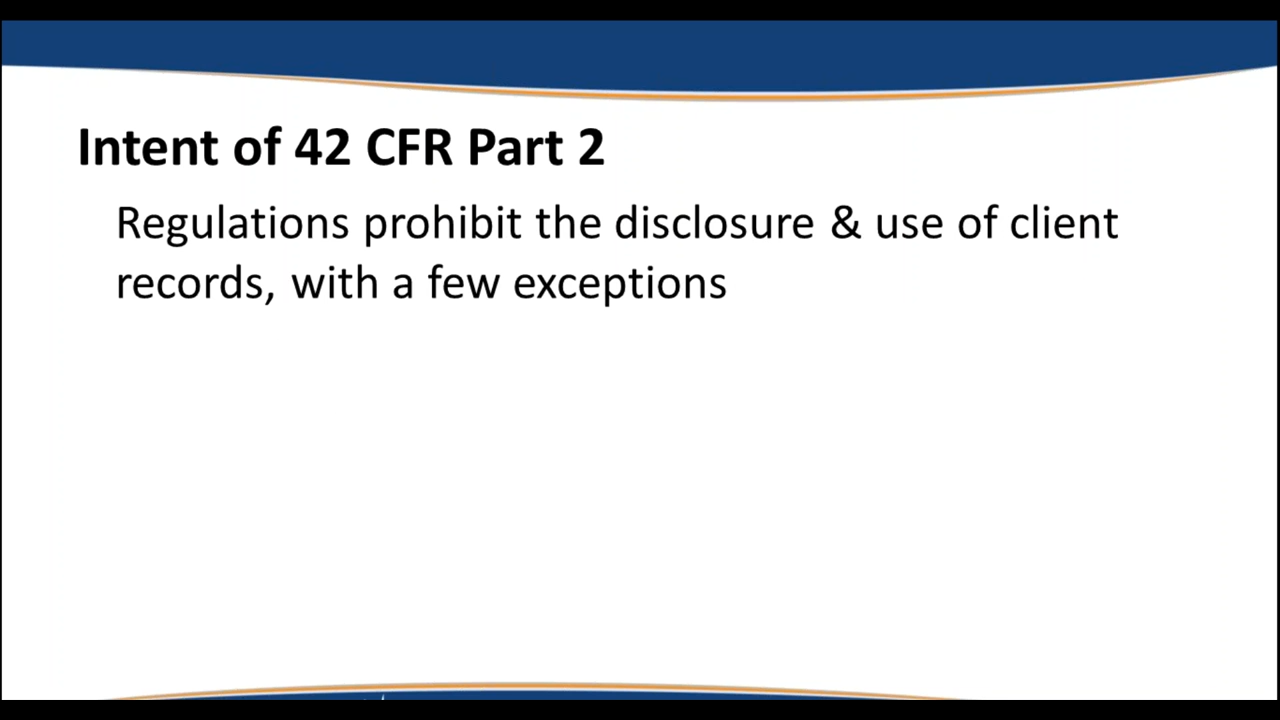 Intent of 42 CFR Part 2
Regulations prohibit the disclosure & use of client
records, with a few exceptions